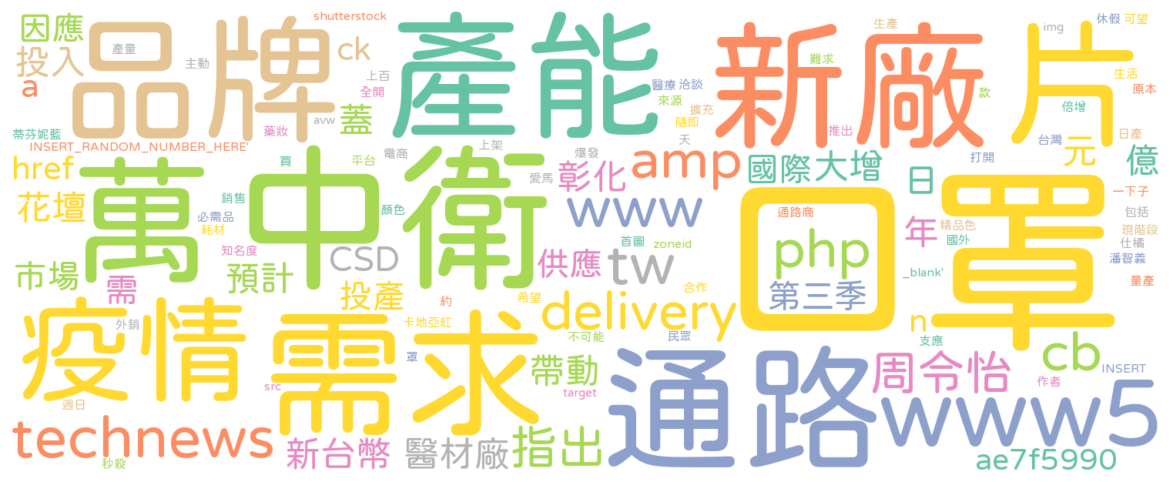 因應
shutterstock
投入
品牌
產量
主動
ck
a
上百
全開
avw
藥妝
蓋
產能
醫療
洽談
來源
擴充
隨即
天
新廠
生產
難求
推出
款
片
img
休假
可望
生活
原本
倍增
日產
台灣
元
億
蒂芬妮藍
INSERT_RANDOM_NUMBER_HERE'
買
平台
電商
上架
爆發
愛馬
彰化
amp
國際
大增
打開
日
一下子
href
花壇
萬
中衛
銷售
必需品
耗材
顏色
知名度
CSD
www
通路商
口罩
php
第三季
年
精品色
國外
包括
現階段
仕橘
潘智義
_blank'
量產
市場
需
預計
投產
供應
首圖
zoneid
tw
約
希望
合作
delivery
n
支應
疫情
外銷
需求
卡地亞紅
不可能
民眾
罩
帶動
src
target
週日
通路
周令怡
作者
cb
INSERT
www5
technews
秒殺
新台幣
醫材廠
指出
ae7f5990